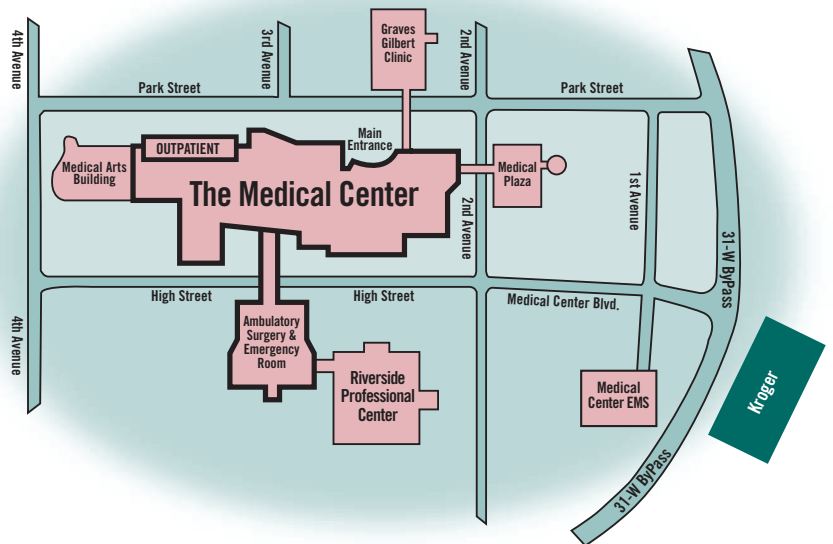 4th Avenue
3rd Avenue
Graves
Gilbert
Clinic
2nd Avenue
Park Street
Park Street
OUTPATIENT
Main
Entrance
Medical Arts
Building
The Medical Center
Medical
Plaza
2nd Avenue
1st Avenue
31-W ByPass
High Street
High Street
Medical Center Blvd.
4th Avenue
Ambulatory
Surgery &
Emergency
Room
Riverside
Professional
Center
Medical
Center EMS
Kroger
31-W ByPass